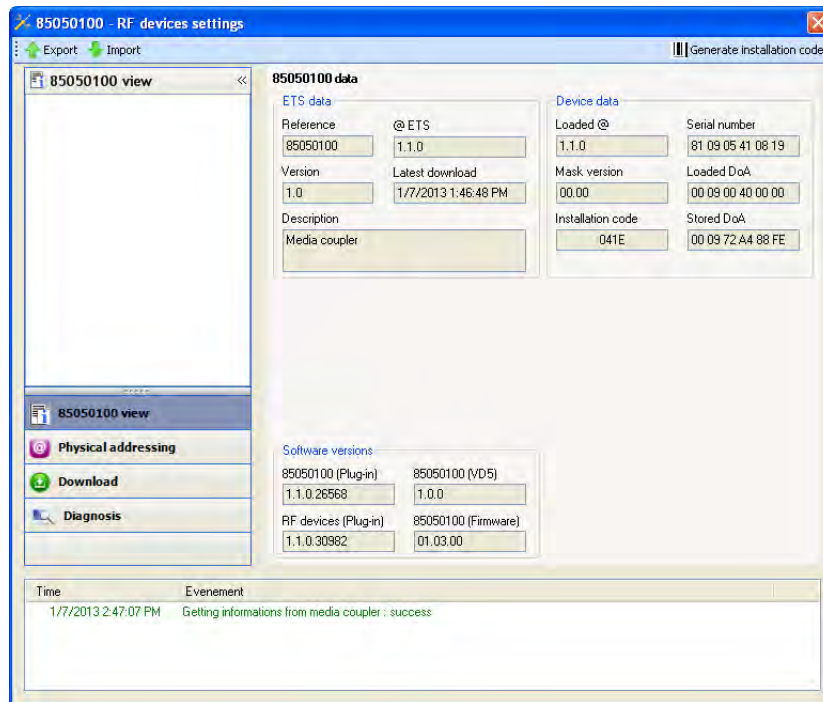 85050100 - RF devices settings
Export Import Generate installation code
85050100 view «
85050100 data
ETS data
Reference @ ETS
85050100 1.1.0
Version Latest download
1.0 1/7/2013 1:46:48 PM
Description
Media coupler
Device data
Loaded @ Serial number
1.1.0 81 09 05 41 08 19
Mask version Loaded DoA
00.00 00 09 00 40 00 00
Installation code Stored DoA
041E 00 09 72 A4 88 FE
85050100 view
Physical addressing
Download
Diagnosis
Software versions
85050100 (Plug-in) 85050100 (VD5)
1.1.0.26568 1.0.0
RF devices (Plug-in) 85050100 (Firmware)
1.1.0.30982 01.03.00
Time Evenement
1/7/2013 2:47:07 PM Getting informations from media coupler : success